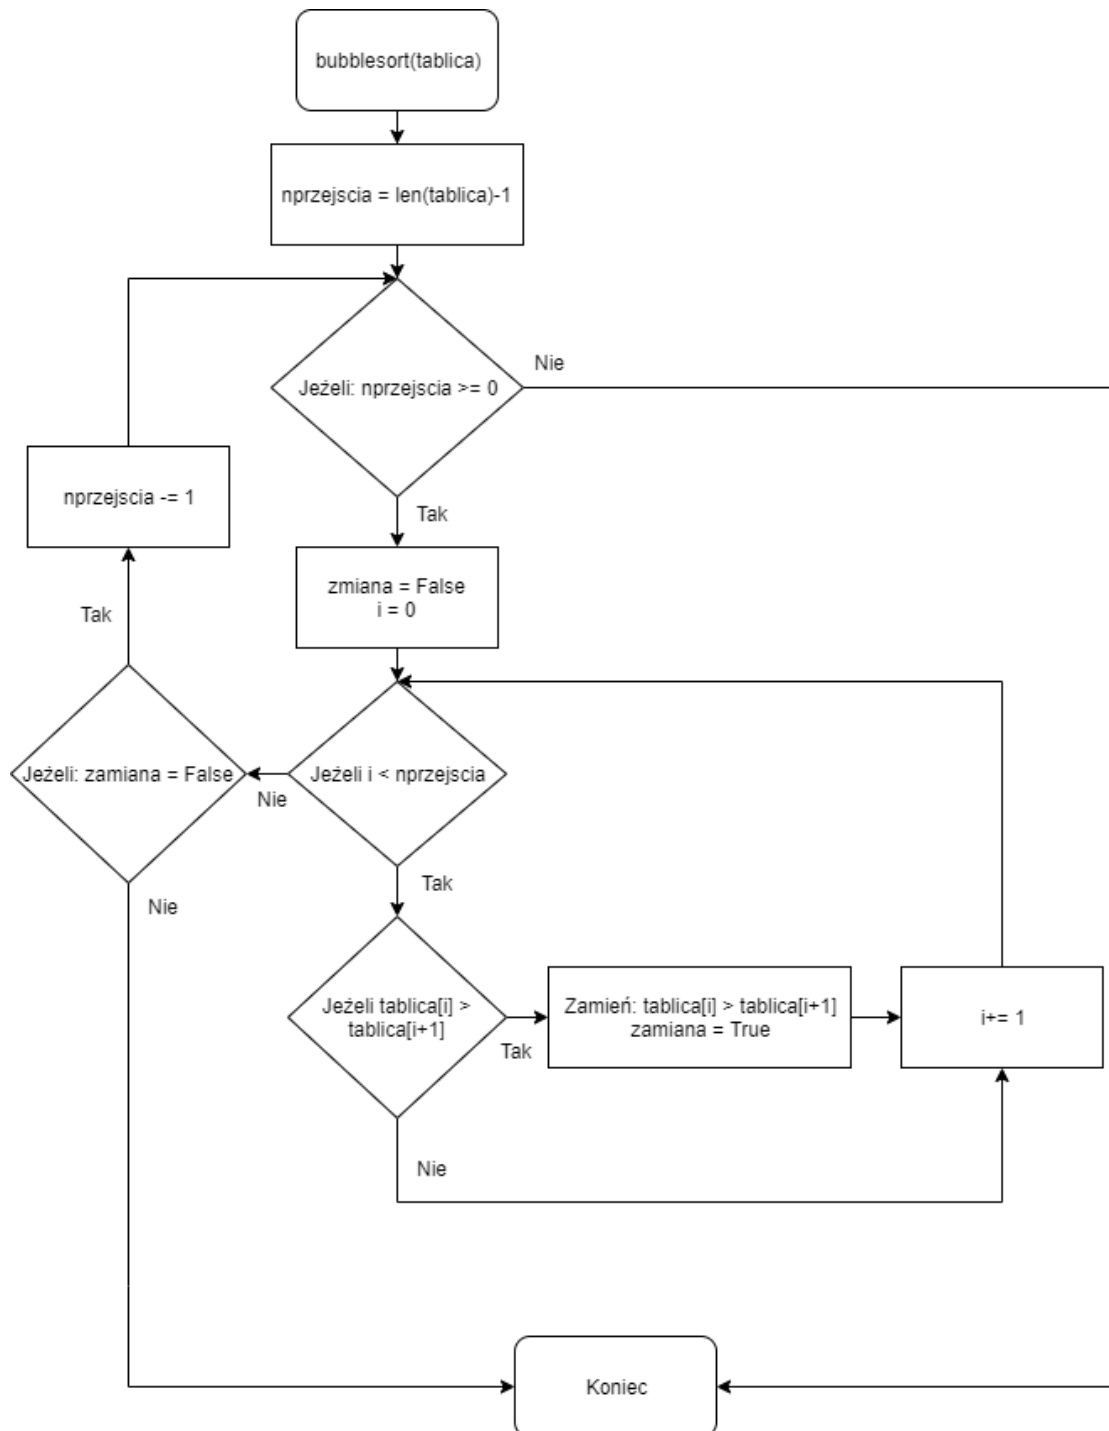 bubblesort(tablica)
nprzejscia = len(tablica)-1
Jeżeli: nprzejscia >= 0
Nie
Tak
nprzejscia -= 1
zmiana = False
i = 0
Tak
Jeżeli: zamiana = False
Nie
Jeżeli i < nprzejscia
Tak
Nie
Jeżeli tablica[i] >
tablica[i+1]
Tak
Zamień: tablica[i] > tablica[i+1]
zamiana = True
i+= 1
Nie
Koniec